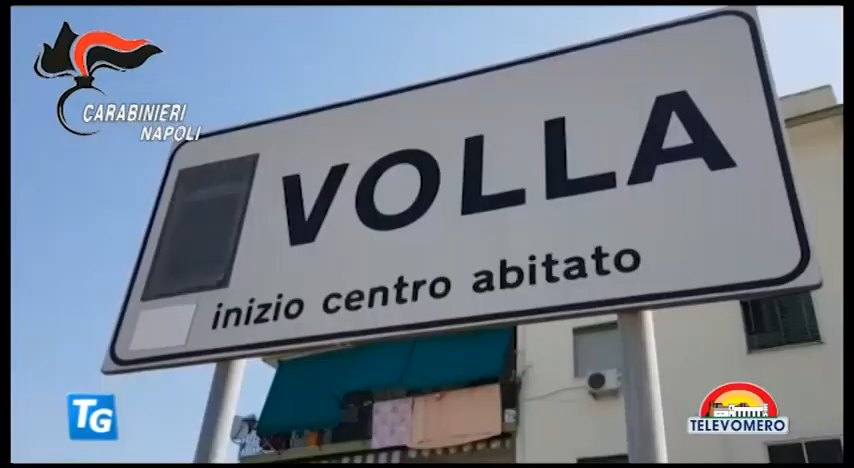 CARABINIERI
NAPOLI
VOLLA
inizio centro abitato
TG
TELEVOMERO